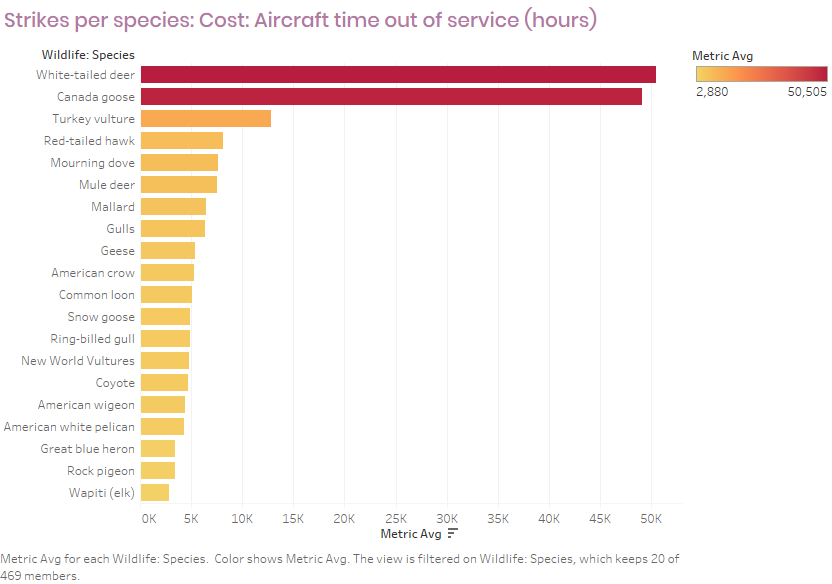 Strikes per species: Cost: Aircraft time out of service (hours)
Wildlife: Species
White-tailed deer
Canada goose
Turkey vulture
Red-tailed hawk
Mourning dove
Mule deer
Mallard
Gulls
Geese
American crow
Common loon
Snow goose
Ring-billed gull
New World Vultures
Coyote
American wigeon
American white pelican
Great blue heron
Rock pigeon
Wapiti (elk)
0K 5K 10K 15K 20K 25K 30K 35K 40K 45K 50K
Metric Avg
Metric Avg
2,880 50,505
Metric Avg for each Wildlife: Species. Color shows Metric Avg. The view is filtered on Wildlife: Species, which keeps 20 of
469 members.